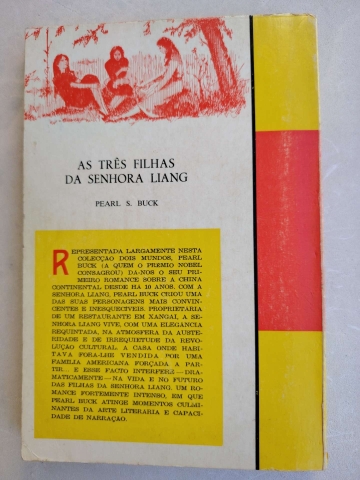 AS TRÊS FILHAS
DA SENHORA LIANG
PEARL S. BUCK
REPRESENTADA LARGAMENTE NESTA
COLECÇÃO DOIS MUNDOS, PEARL
BUCK (A QUEM O PRÉMIO NOBEL
CONSAGROU) DÁ-NOS O SEU PRI-
MEIRO ROMANCE SOBRE A CHINA
CONTINENTAL DESDE HÁ 10 ANOS. COM A
SENHORA LIANG, PEARL BUCK CRIOU UMA
DAS SUAS PERSONAGENS MAIS CONVIN-
CENTES E INESQUECÍVEIS. PROPRIETÁRIA
DE UM RESTAURANTE EM XANGAI, A SE-
NHORA LIANG VIVE, COM UMA ELEGÂNCIA
REQUINTADA, NA ATMOSFERA DA AUSTE-
RIDADE E DE IRREQUIETUDE DA REVO-
LUÇÃO CULTURAL. A CASA ONDE HABI-
TAVA FORA-LHE VENDIDA POR UMA
FAMÍLIA AMERICANA FORÇADA A PAR-
TIR... E ESSE FACTO INTERFERE—DRA-
MATICAMENTE—NA VIDA E NO FUTURO
DAS FILHAS DA SENHORA LIANG. UM RO-
MANCE FORTEMENTE INTENSO, EM QUE
PEARL BUCK ATINGE MOMENTOS CULMI-
NANTES DA ARTE LITERÁRIA E CAPACI-
DADE DE NARRAÇÃO.